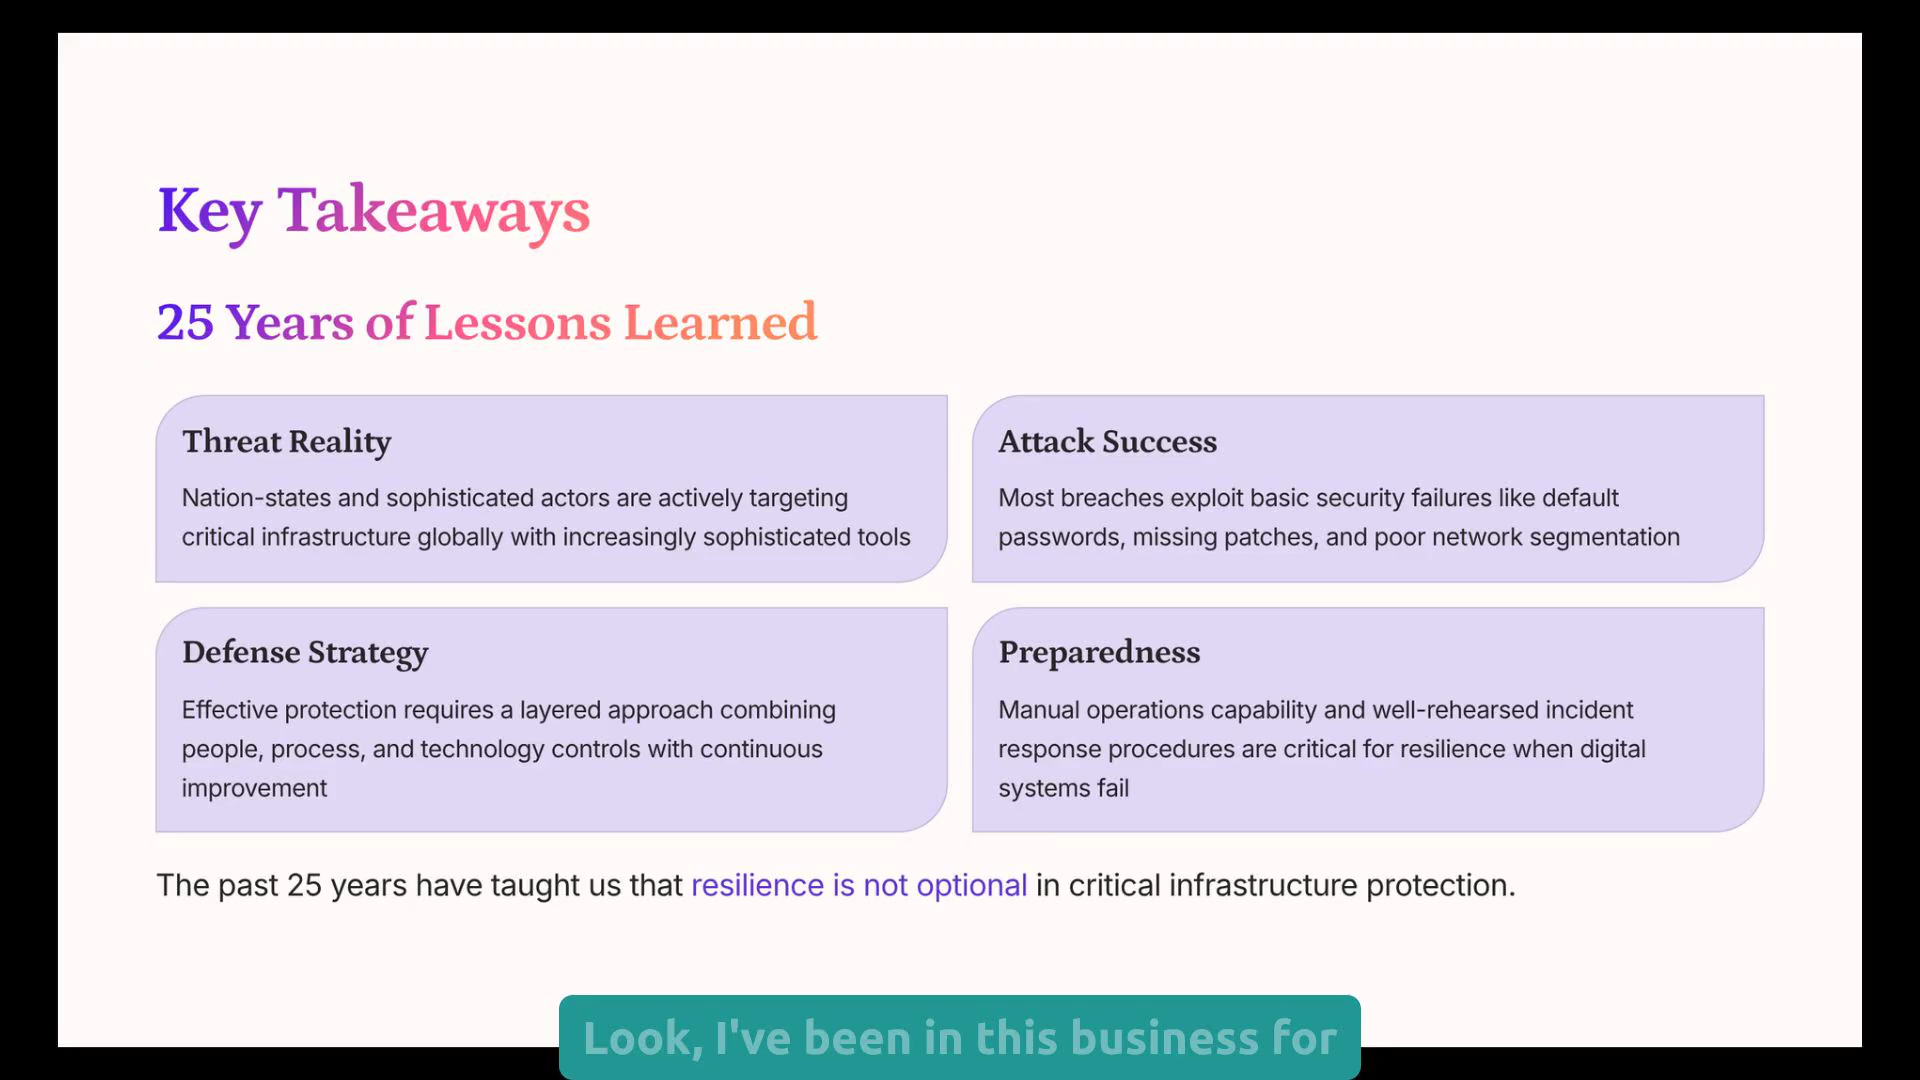 Key Takeaways
25 Years of Lessons Learned
Threat Reality
Nation-states and sophisticated actors are actively targeting
critical infrastructure globally with increasingly sophisticated tools
Attack Success
Most breaches exploit basic security failures like default
passwords, missing patches, and poor network segmentation
Defense Strategy
Effective protection requires a layered approach combining
people, process, and technology controls with continuous
improvement
Preparedness
Manual operations capability and well-rehearsed incident
response procedures are critical for resilience when digital
systems fail
The past 25 years have taught us that resilience is not optional in critical infrastructure protection.
Look, I've been in this business for